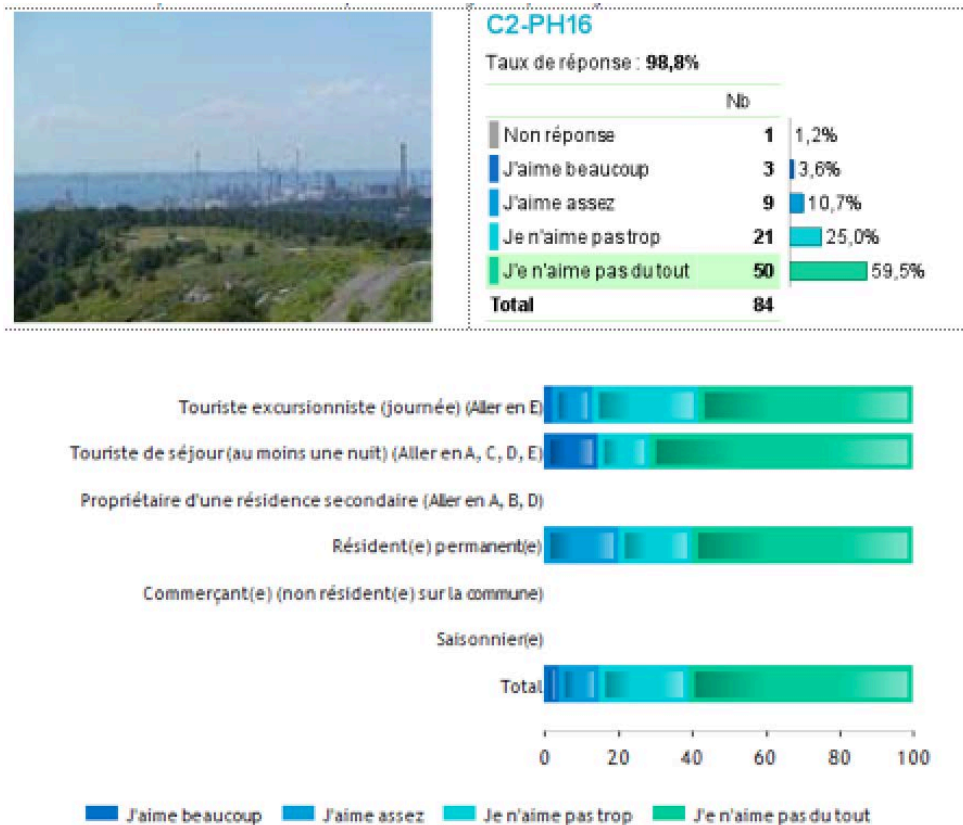 C2-PH16
Taux de réponse : 98,8%
Nb
Non réponse 1 1,2%
J'aime beaucoup 3 3,6%
J'aime assez 9 10,7%
Je n'aime pas trop 21 25,0%
J'e n'aime pas du tout 50 59,5%
Total 84
Touriste excursionniste (journée) (Aller en E)
Touriste de séjour (au moins une nuit) (Aller en A, C, D, E)
Propriétaire d'une résidence secondaire (Aller en A, B, D)
Résident(e) permanent(e)
Commerçant(e) (non résident(e) sur la commune)
Saisonnier(e)
Total
0 20 40 60 80 100
J'aime beaucoup J'aime assez Je n'aime pas trop J'e n'aime pas du tout